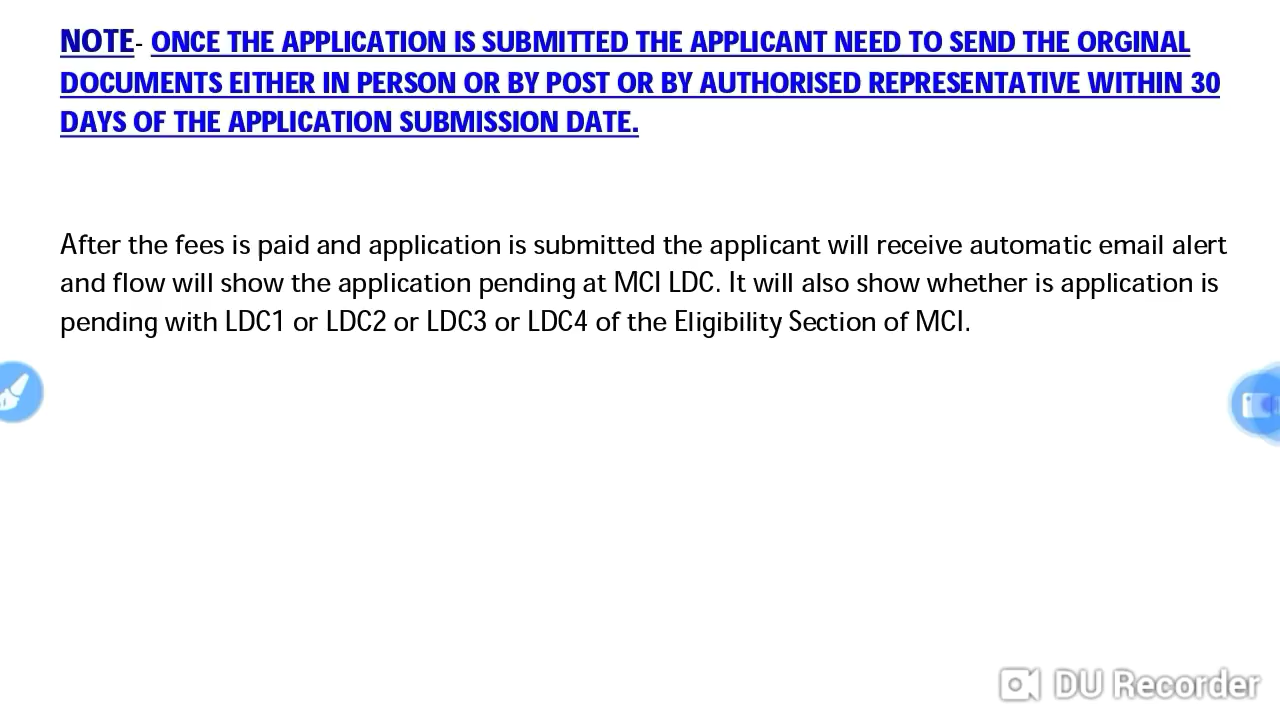 NOTE- ONCE THE APPLICATION IS SUBMITTED THE APPLICANT NEED TO SEND THE ORGINAL
DOCUMENTS EITHER IN PERSON OR BY POST OR BY AUTHORISED REPRESENTATIVE WITHIN 30
DAYS OF THE APPLICATION SUBMISSION DATE.
After the fees is paid and application is submitted the applicant will receive automatic email alert
and flow will show the application pending at MCI LDC. It will also show whether is application is
pending with LDC1 or LDC2 or LDC3 or LDC4 of the Eligibility Section of MCI.
DU Recorder